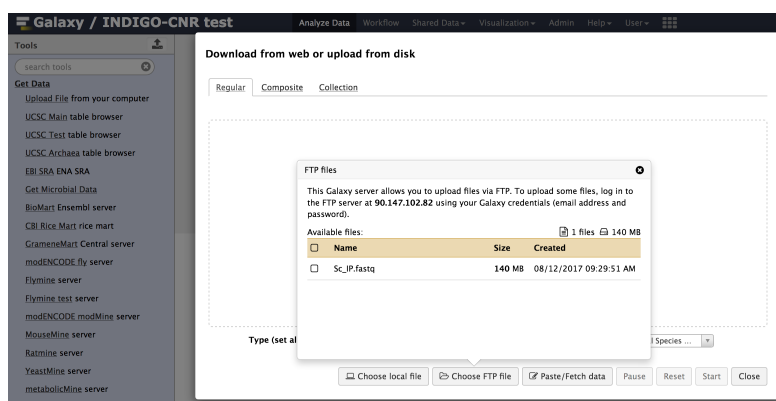 Galaxy / INDIGO-CNR test
Analyze Data Workflow Shared Data Visualization Admin Help User
Tools
search tools
Get Data
Upload File from your computer
UCSC Main table browser
UCSC Test table browser
UCSC Archaea table browser
EBI SRA ENA SRA
Get Microbial Data
BioMart Ensembl server
CBI Rice Mart rice mart
GrameneMart Central server
modENCODE fly server
Flymine server
Flymine test server
modENCODE modMine server
MouseMine server
Ratmine server
YeastMine server
metabolicMine server
Download from web or upload from disk
Regular Composite Collection
FTP files
This Galaxy server allows you to upload files via FTP. To upload some files, log in to
the FTP server at 90.147.102.82 using your Galaxy credentials (email address and
password).
Available files: 1 files 140 MB
Name Size Created
Sc_IP.fastq 140 MB 08/12/2017 09:29:51 AM
Type (set al
l Species ...
Choose local file Choose FTP file Paste/Fetch data Pause Reset Start Close